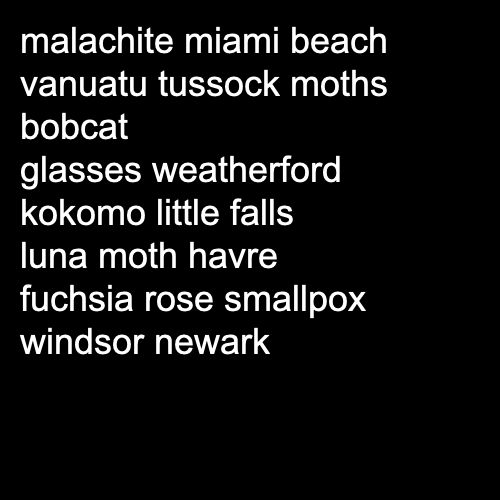 malachite miami beach
vanuatu tussock moths
bobcat
glasses weatherford
kokomo little falls
luna moth havre
fuchsia rose smallpox
windsor newark